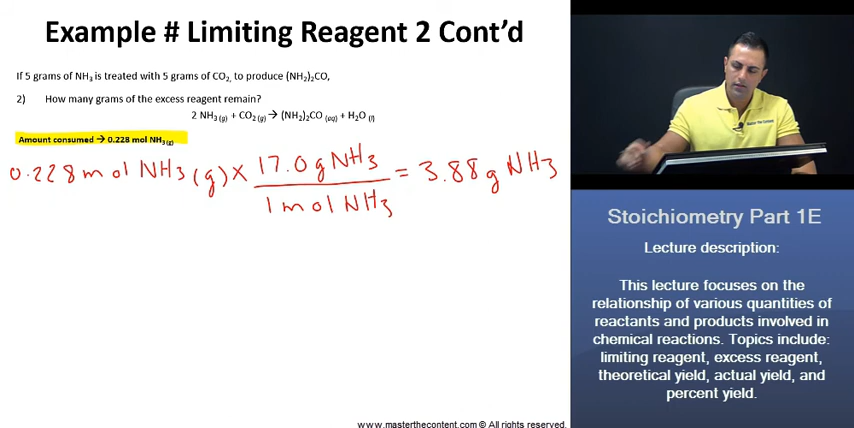 Example # Limiting Reagent 2 Cont’d
If 5 grams of NH₃ is treated with 5 grams of CO₂, to produce (NH₂)₂CO,
2) How many grams of the excess reagent remain?
2 NH₃ (g) + CO₂ (g) → (NH₂)₂CO (aq) + H₂O (l)
Amount consumed → 0.228 mol NH₃(g)
0.228 mol NH₃ (g) × 17.0 g NH₃ / 1 mol NH₃ = 3.88 g NH₃
www.masterthecontent.com © All rights reserved.
Stoichiometry Part 1E
Lecture description:
This lecture focuses on the
relationship of various quantities of
reactants and products involved in
chemical reactions. Topics include:
limiting reagent, excess reagent,
theoretical yield, actual yield, and
percent yield.